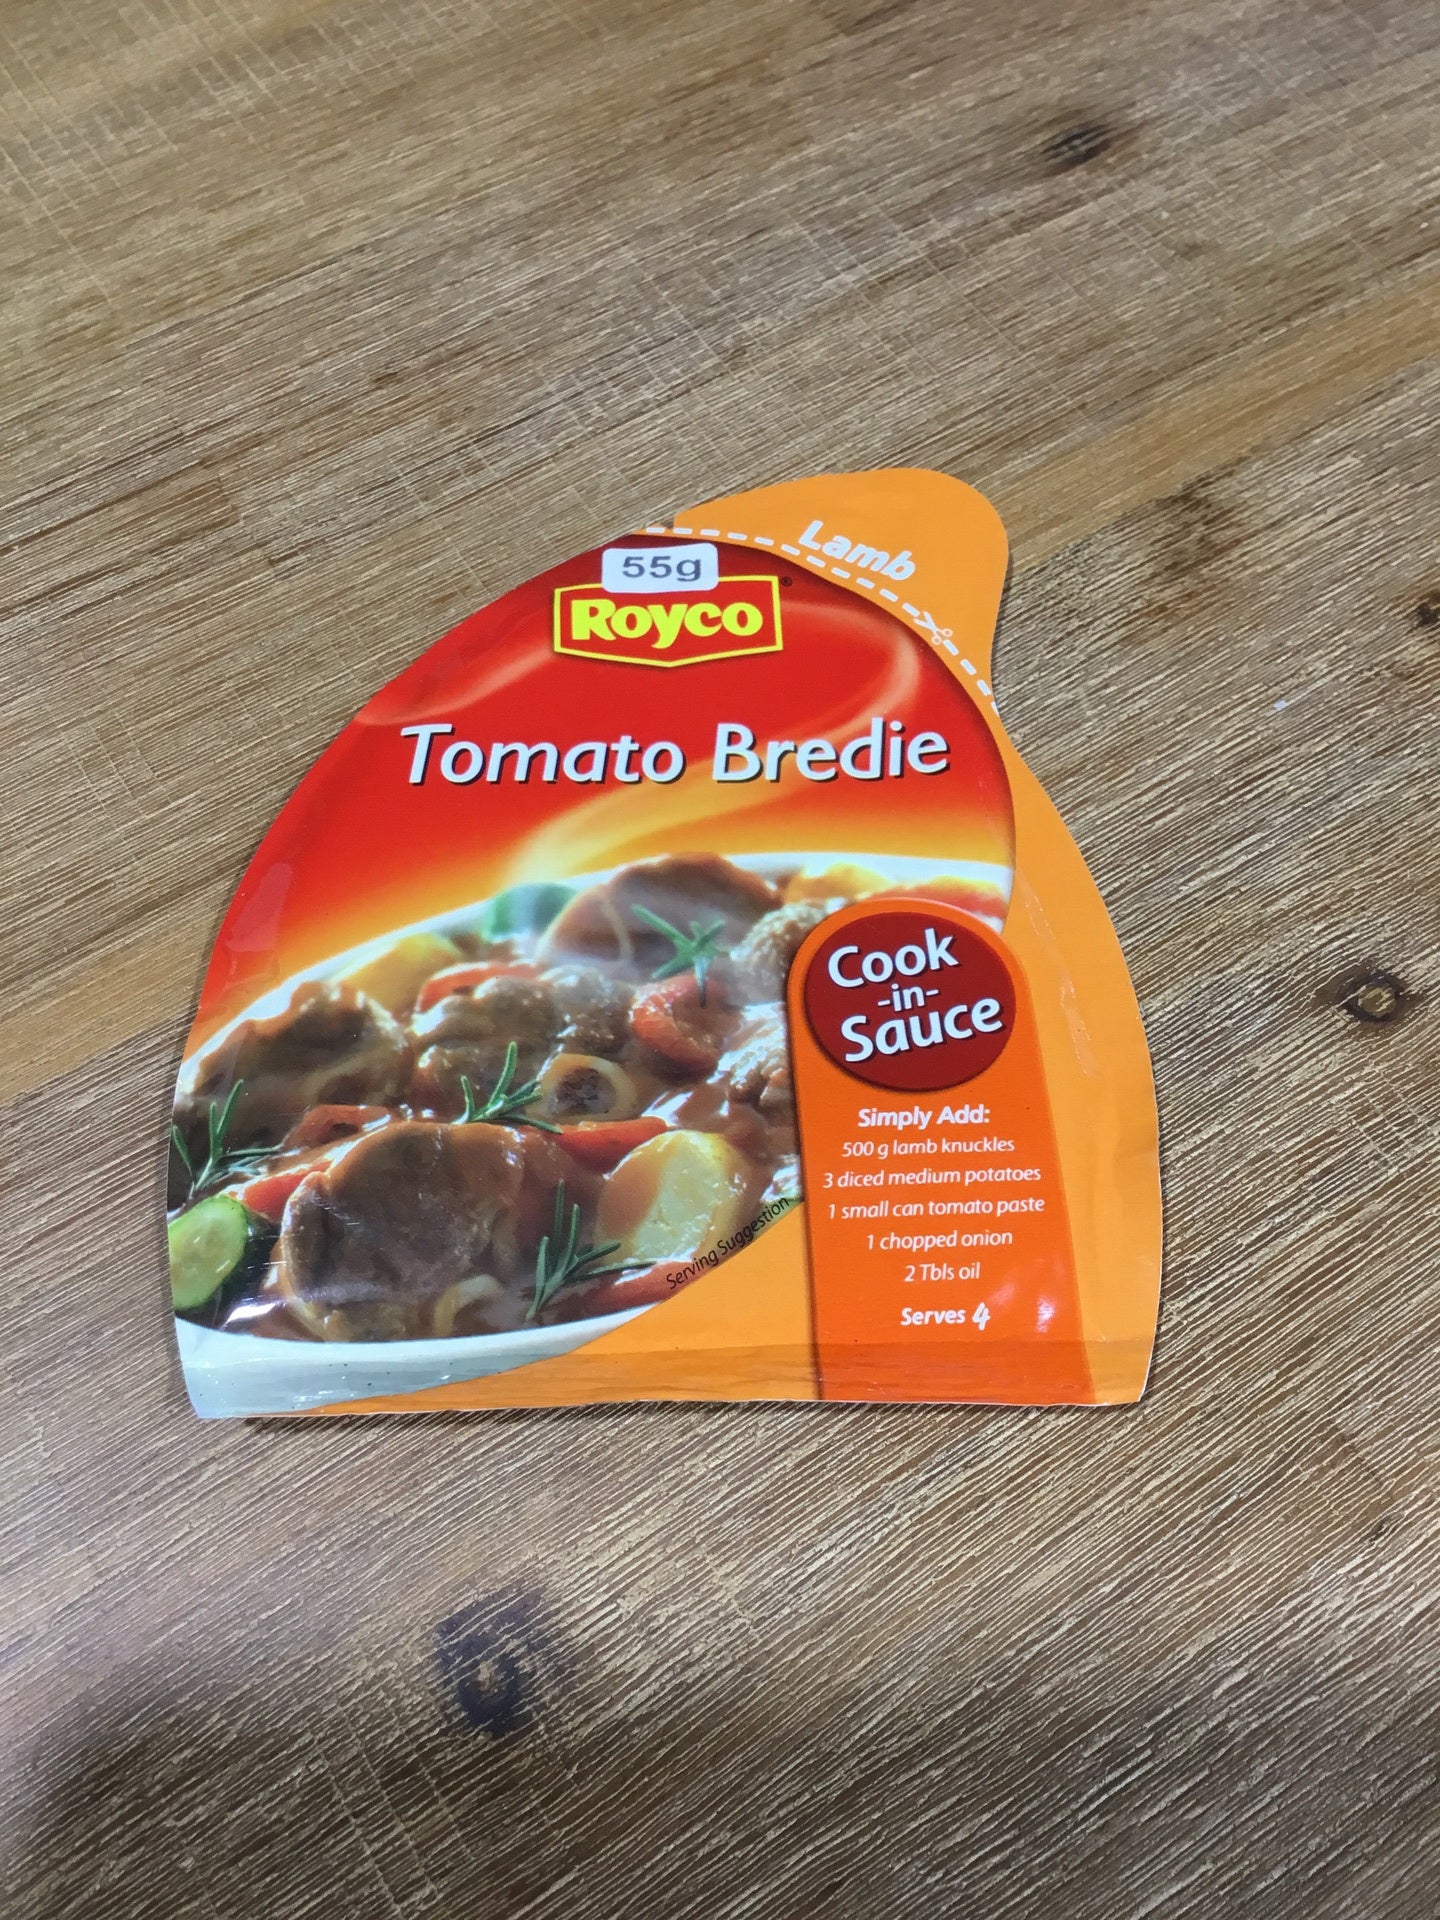 Lamb
55g
Royco®
Tomato Bredie
Cook
-in-
Sauce
Simply Add:
500 g lamb knuckles
3 diced medium potatoes
1 small can tomato paste
1 chopped onion
2 Tbls oil
Serves 4
Serving Suggestion